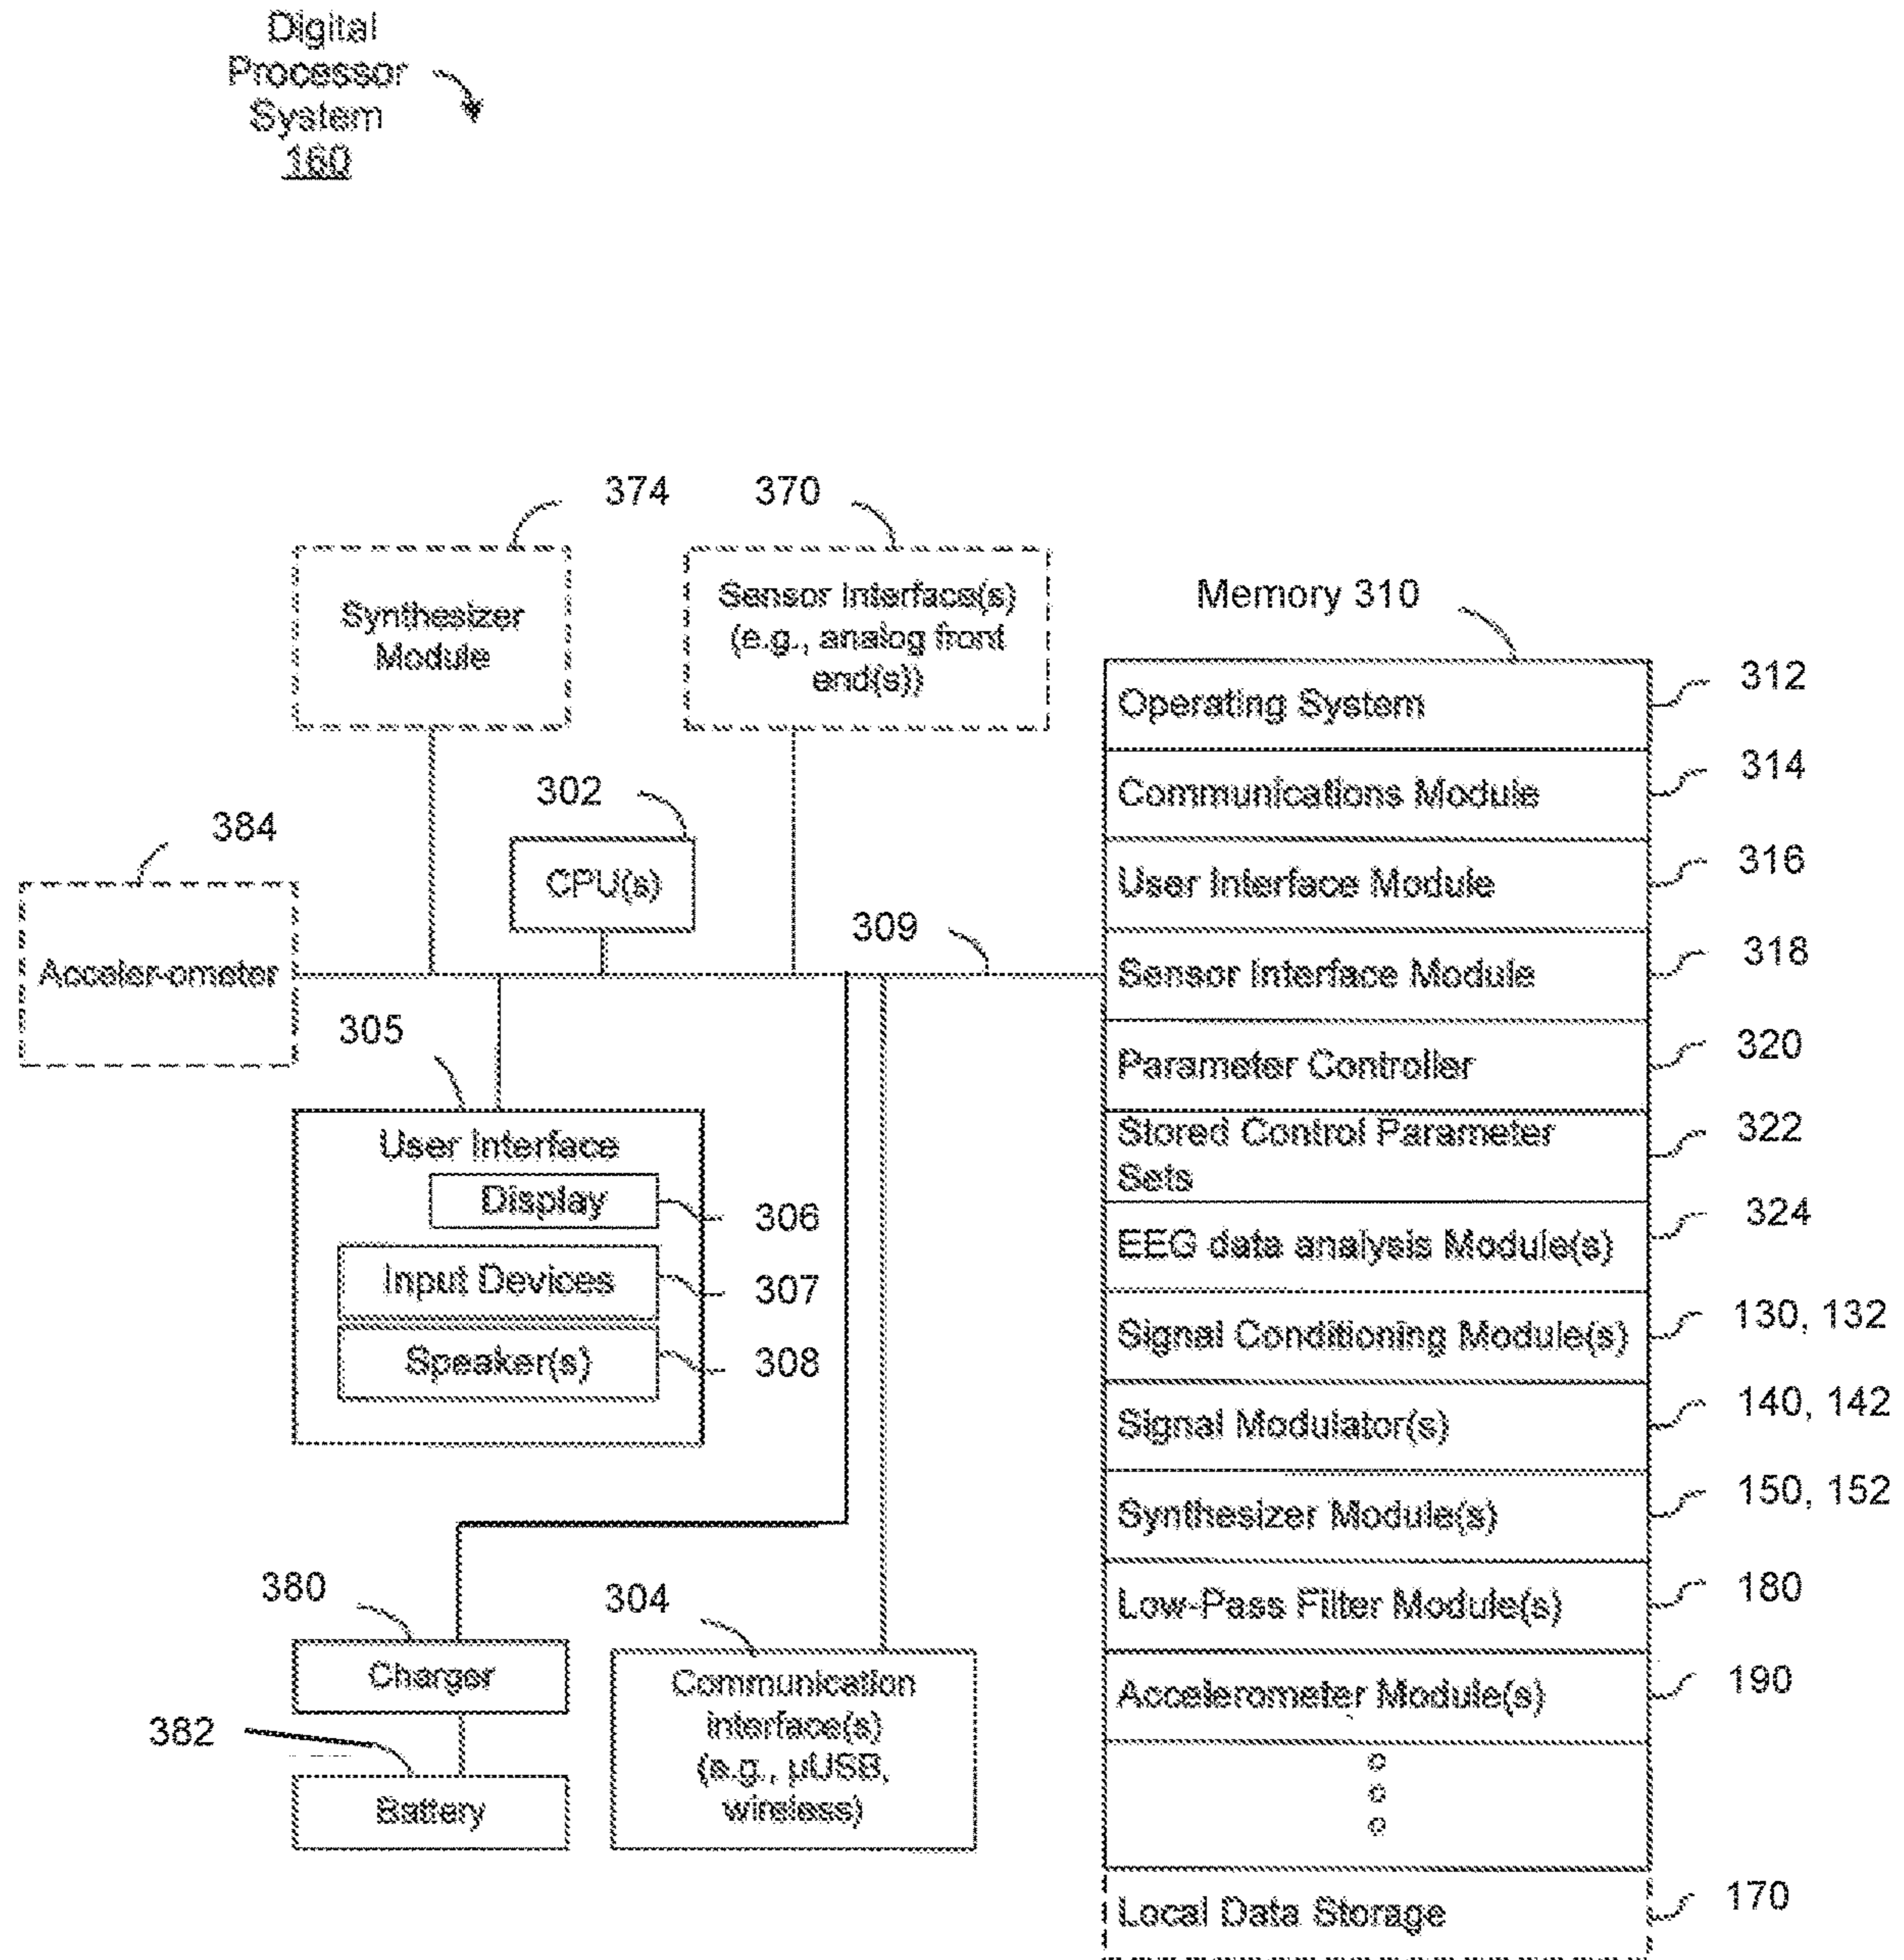 Digital
Processor
System
160
374
370
Synthesizer
Module
Sensor Interface(s)
(e.g., analog front
end(s))
Memory 310
302
CPU(s)
384
Acceler-ometer
309
305
User Interface
Display
306
Input Devices
307
Speaker(s)
308
380
Charger
382
Battery
304
Communication
interface(s)
(e.g., µUSB,
wireless)
Operating System
312
Communications Module
314
User Interface Module
316
Sensor Interface Module
318
Parameter Controller
320
Stored Control Parameter
Sets
322
EEG data analysis Module(s)
324
Signal Conditioning Module(s)
130, 132
Signal Modulator(s)
140, 142
Synthesizer Module(s)
150, 152
Low-Pass Filter Module(s)
180
Accelerometer Module(s)
190
Local Data Storage
170